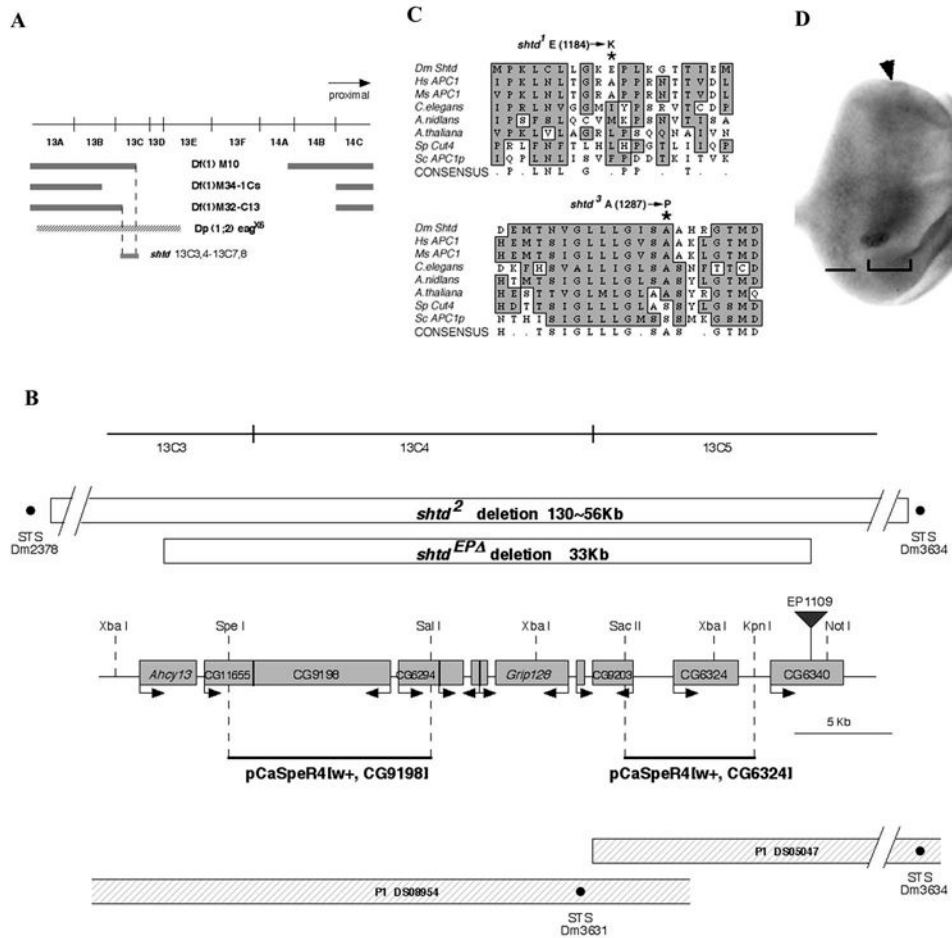 A
proximal
13A 13B 13C 13D 13E 13F 14A 14B 14C
Df(1) M10
Df(1)M34-1Cs
Df(1)M32-C13
Dp (1;2) eag^X6
shtd 13C3,4-13C7,8
C
shtd^1 E (1184) K
*
Dm Shtd M P K L C L L G K E P L K G T T I E M
Hs APC1 I P K L N L T G R A P P R N T T V D L
Ms APC1 V P K L N L T G R A P P R N T T V D L
C.elegans I P R L N V G G M I Y P S R V T C D P
A.nidlans I P S F S L Q C V M K P S N V T I S A
A.thaliana V P K L V L A G R L P S Q Q N A I V N
Sp Cut4 P R L F N F T L H P G T L I I Q P
Sc APC1p I Q P L N L I S V F P D D T K I T V K
CONSENSUS . P . L N L . G . . P P . . . . T . . .
shtd^3 A (1287) P
*
Dm Shtd D E M T N V G L L L G I S A A H R G T M D
Hs APC1 H E M T S I G L L L G I S A A K L G T M D
Ms APC1 H E M T S I G L L L G I S A A K L G T M D
C.elegans D K F H S V A L I L G L S A S N F G T C D
A.nidlans H T M T S I G L L L G I S A S Y L G T M D
A.thaliana H E S T T V G L M L G L A A S Y R G T M Q
Sp Cut4 H D T T S I G L L L G L A S S Y L G S M D
Sc APC1p N T H I S I G L L L G M S S S M K G S M D
CONSENSUS H . . T S I G L L L G . S A S . . G T M D
D
B
13C3 13C4 13C5
shtd^2 deletion 130~56Kb
STS
Dm2378
STS
Dm3634
shtd^EPΔ deletion 33Kb
EP1109
Xba I Spe I Sal I Xba I Sac II Xba I Kpn I Not I
Ahcy13 CG11655 CG9198 CG6294 Grip128 CG9203 CG6324 CG6340
5 Kb
pCaSpeR4[w+, CG9198] pCaSpeR4[w+, CG6324]
P1 DS05047
STS
Dm3634
P1 DS08954
STS
Dm3631